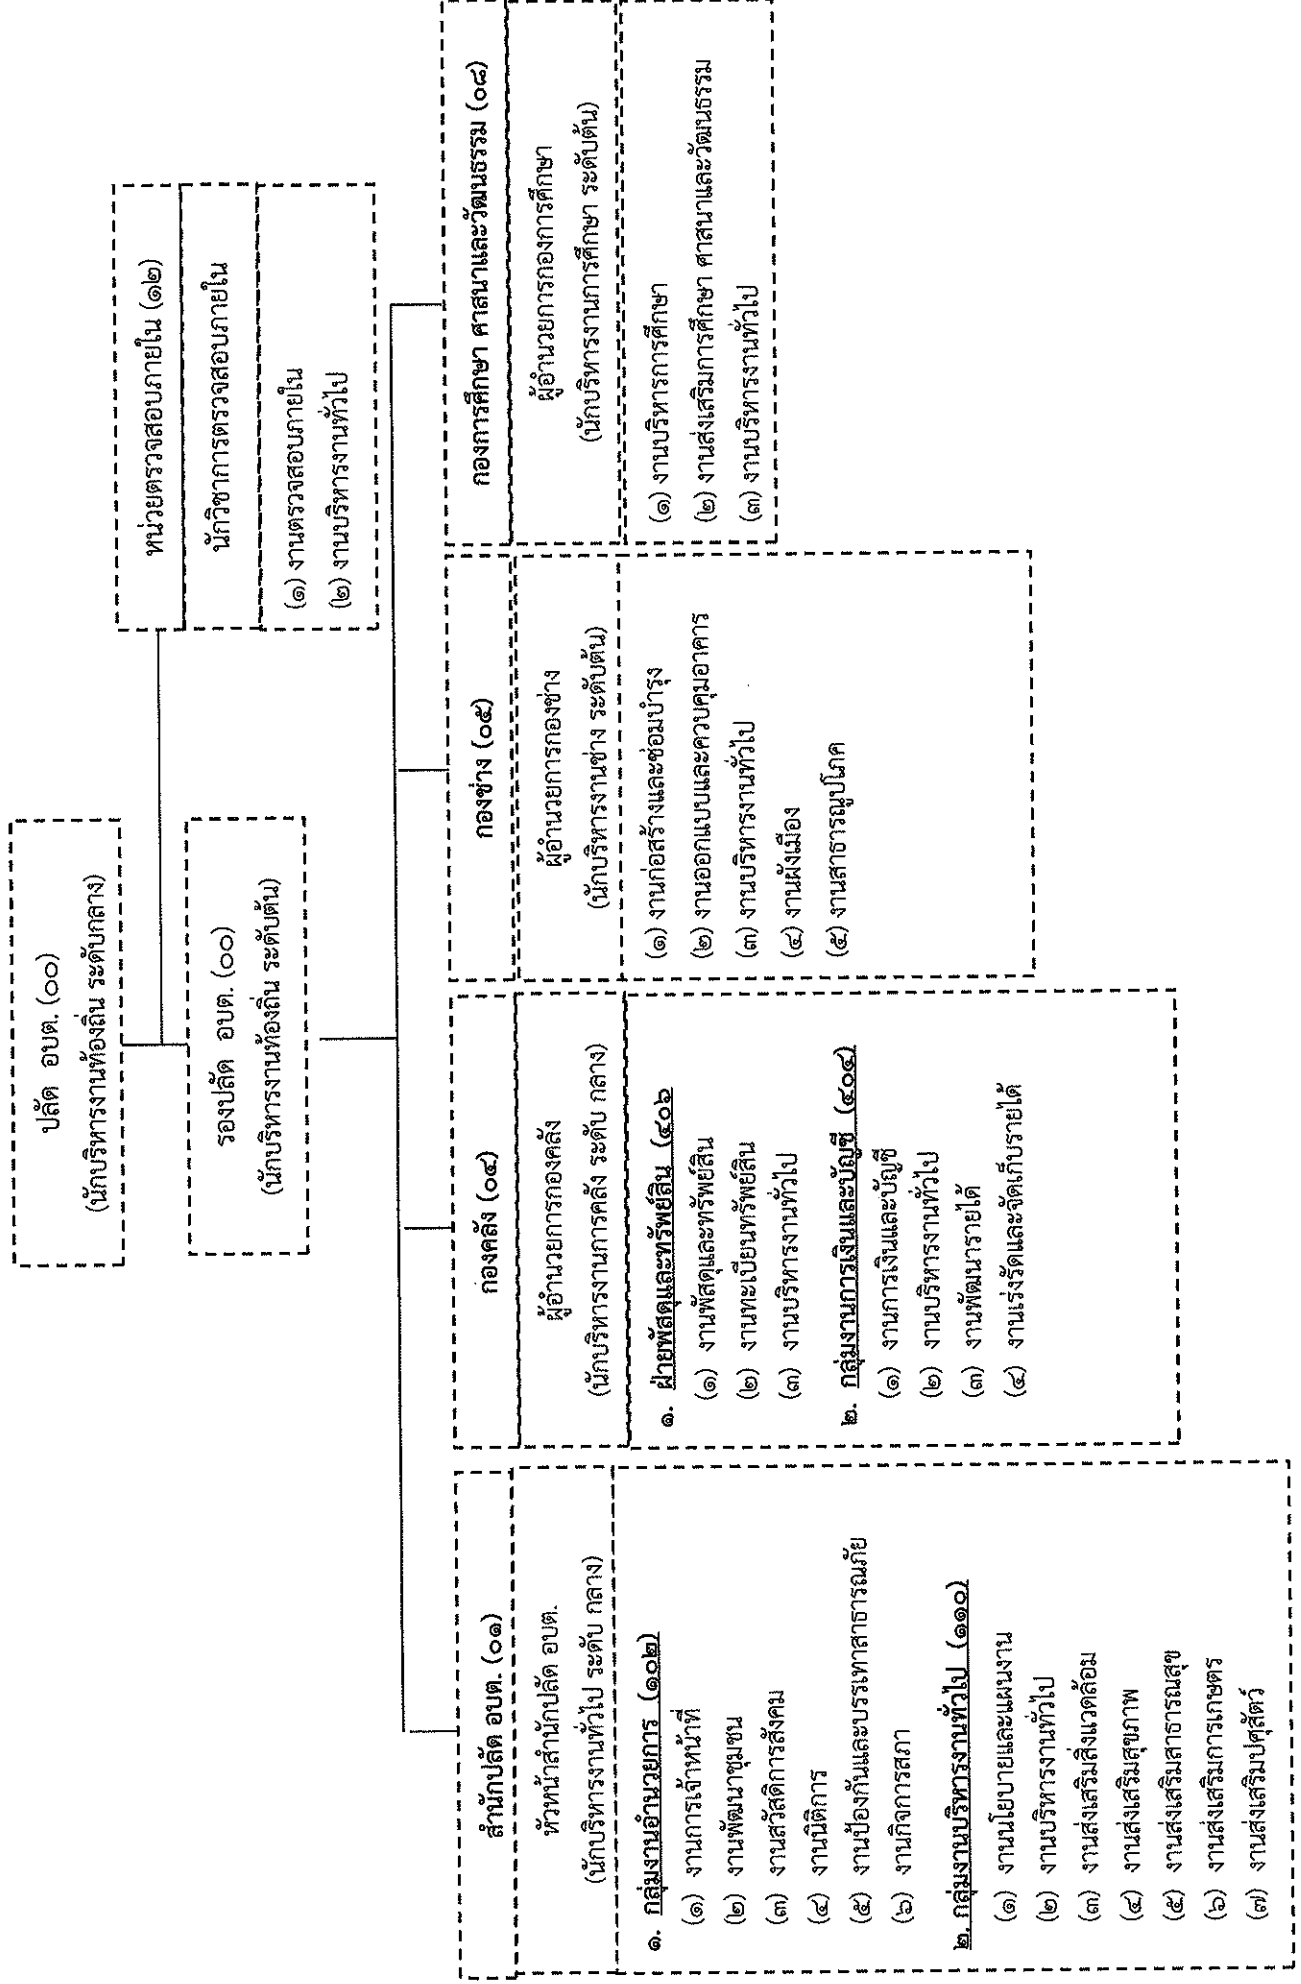 ปลัด อบต. (๐๐)
(นักบริหารงานท้องถิ่น ระดับกลาง)
รองปลัด อบต. (๐๐)
(นักบริหารงานท้องถิ่น ระดับต้น)
หน่วยตรวจสอบภายใน (๑๒)
นักวิชาการตรวจสอบภายใน
(๑) งานตรวจสอบภายใน
(๒) งานบริหารงานทั่วไป
สำนักปลัด อบต. (๐๑)
หัวหน้าสำนักปลัด อบต.
(นักบริหารงานทั่วไป ระดับ กลาง)
๑. กลุ่มงานอำนวยการ (๑๐๒)
(๑) งานการเจ้าหน้าที่
(๒) งานพัฒนาชุมชน
(๓) งานสวัสดิการสังคม
(๔) งานนิติการ
(๕) งานป้องกันและบรรเทาสาธารณภัย
(๖) งานกิจการสภา
๒. กลุ่มงานบริหารงานทั่วไป (๑๑๐)
(๑) งานนโยบายและแผนงาน
(๒) งานบริหารงานทั่วไป
(๓) งานส่งเสริมสิ่งแวดล้อม
(๔) งานส่งเสริมสุขภาพ
(๕) งานส่งเสริมสาธารณสุข
(๖) งานส่งเสริมการเกษตร
(๗) งานส่งเสริมปศุสัตว์
กองคลัง (๐๔)
ผู้อำนวยการกองคลัง
(นักบริหารงานการคลัง ระดับ กลาง)
๑. ฝ่ายพัสดุและทรัพย์สิน (๔๐๖
(๑) งานพัสดุและทรัพย์สิน
(๒) งานทะเบียนทรัพย์สิน
(๓) งานบริหารงานทั่วไป
๒. กลุ่มงานการเงินและบัญชี (๔๐๔)
(๑) งานการเงินและบัญชี
(๒) งานบริหารงานทั่วไป
(๓) งานพัฒนารายได้
(๔) งานเร่งรัดและจัดเก็บรายได้
กองช่าง (๐๕)
ผู้อำนวยการกองช่าง
(นักบริหารงานช่าง ระดับต้น)
(๑) งานก่อสร้างและซ่อมบำรุง
(๒) งานออกแบบและควบคุมอาคาร
(๓) งานบริหารงานทั่วไป
(๔) งานผังเมือง
(๕) งานสาธารณูปโภค
กองการศึกษา ศาสนาและวัฒนธรรม (๐๘)
ผู้อำนวยการกองการศึกษา
(นักบริหารงานการศึกษา ระดับต้น)
(๑) งานบริหารการศึกษา
(๒) งานส่งเสริมการศึกษา ศาสนาและวัฒนธรรม
(๓) งานบริหารงานทั่วไป